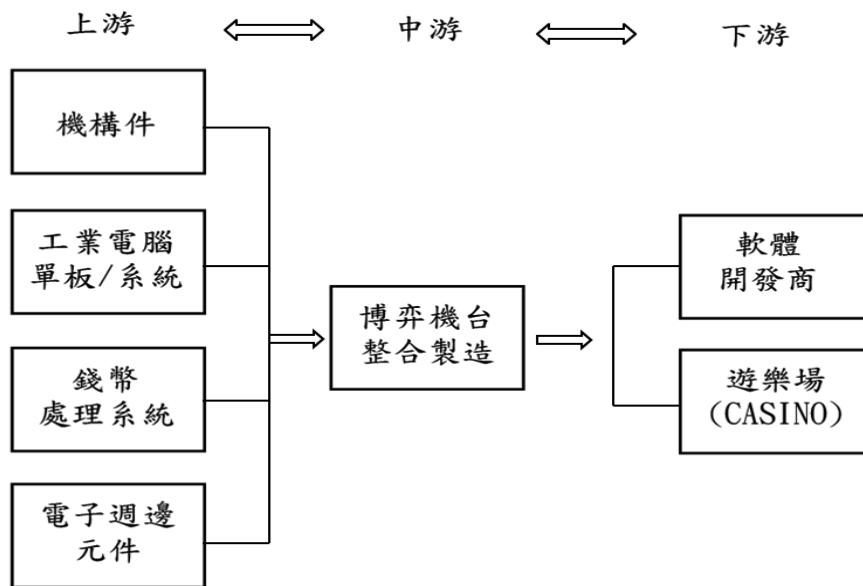 上游
中游
下游
機構件
工業電腦
單板/系統
錢幣
處理系統
電子週邊
元件
博弈機台
整合製造
軟體
開發商
遊樂場
(CASINO)